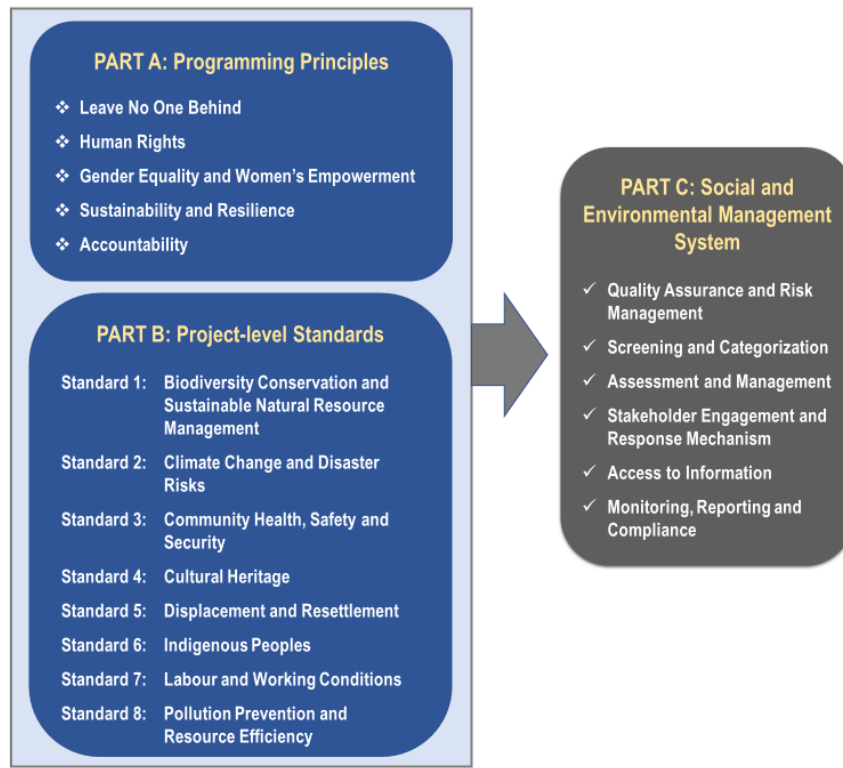 PART A: Programming Principles
❖ Leave No One Behind
❖ Human Rights
❖ Gender Equality and Women's Empowerment
❖ Sustainability and Resilience
❖ Accountability
PART B: Project-level Standards
Standard 1: Biodiversity Conservation and
Sustainable Natural Resource
Management
Standard 2: Climate Change and Disaster
Risks
Standard 3: Community Health, Safety and
Security
Standard 4: Cultural Heritage
Standard 5: Displacement and Resettlement
Standard 6: Indigenous Peoples
Standard 7: Labour and Working Conditions
Standard 8: Pollution Prevention and
Resource Efficiency
PART C: Social and
Environmental Management
System
✓ Quality Assurance and Risk
Management
✓ Screening and Categorization
✓ Assessment and Management
✓ Stakeholder Engagement and
Response Mechanism
✓ Access to Information
✓ Monitoring, Reporting and
Compliance